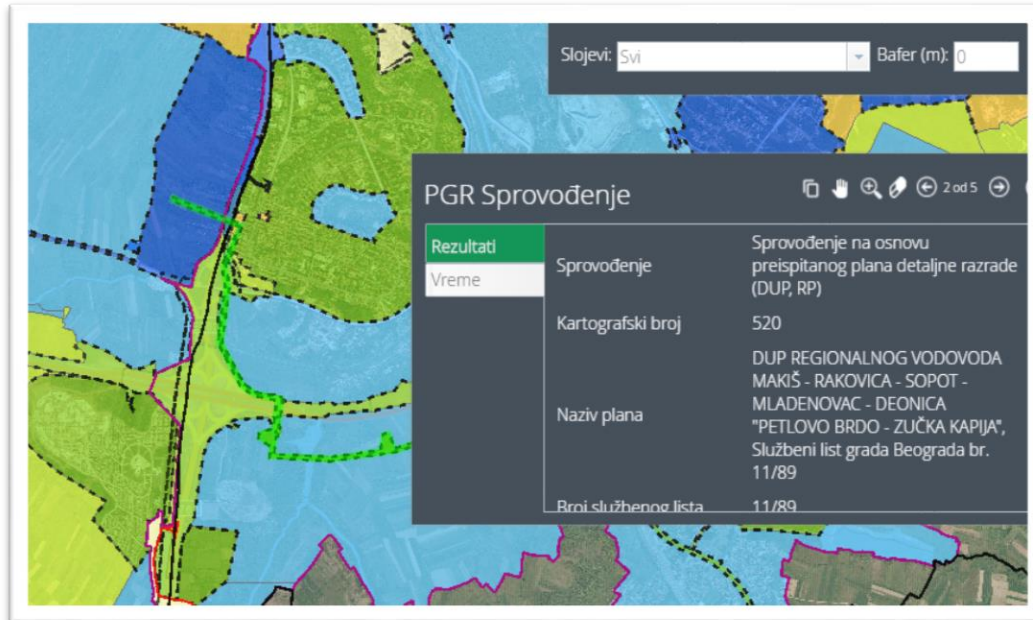 Slojevi: Svi Bafer (m): 0
PGR Sprovođenje 2 od 5
Rezultati
Vreme
Sprovođenje
Sprovođenje na osnovu
preispitanog plana detaljne razrade
(DUP, RP)
Kartografski broj 520
Naziv plana
DUP REGIONALNOG VODOVODA
MAKIŠ - RAKOVICA - SOPOT -
MLADENOVAC - DEONICA
"PETLOVO BRDO - ZUČKA KAPIJA",
Službeni list grada Beograda br.
11/89
Broj službenog lista 11/89